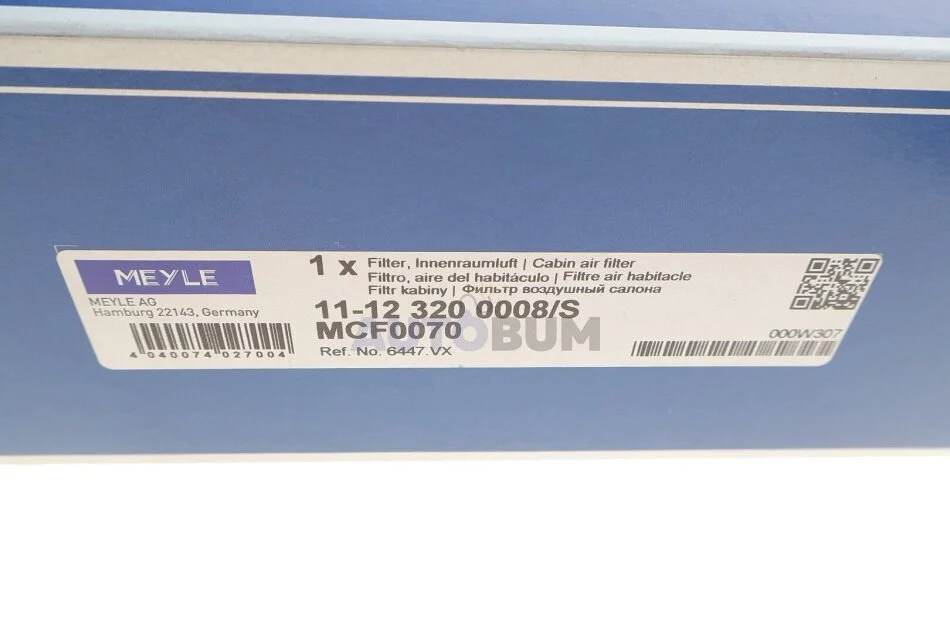 MEYLE
MEYLE AG
Hamburg 22143, Germany
4 040074 027004
1 x Filter, Innenraumluft | Cabin air filter
Filtro, aire del habitáculo | Filtre air habitacle
Filtr kabiny | Фильтр воздушный салона
11-12 320 0008/S
MCF0070
Ref. No. 6447.VX
AUTOBUM
000W307